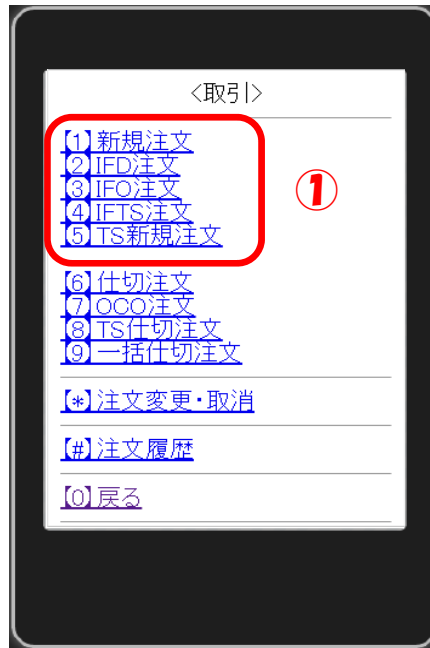 〈取引〉
【1】新規注文
【2】IFD注文
【3】IFO注文
【4】IFTS注文
【5】TS新規注文
①
【6】仕切注文
【7】OCO注文
【8】TS仕切注文
【9】一括仕切注文
【*】注文変更・取消
【#】注文履歴
【0】戻る